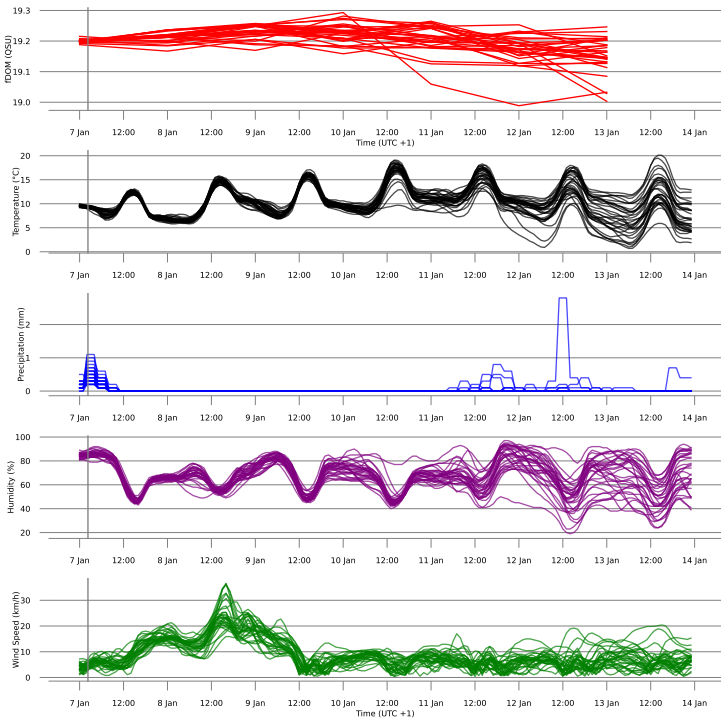 19.3
19.2
19.1
19.0
fDOM (QSU)
7 Jan 12:00 8 Jan 12:00 9 Jan 12:00 10 Jan 12:00 11 Jan 12:00 12 Jan 12:00 13 Jan 12:00 14 Jan
Time (UTC +1)
20
15
10
5
0
Temperature (°C)
7 Jan 12:00 8 Jan 12:00 9 Jan 12:00 10 Jan 12:00 11 Jan 12:00 12 Jan 12:00 13 Jan 12:00 14 Jan
2
1
0
Precipitation (mm)
7 Jan 12:00 8 Jan 12:00 9 Jan 12:00 10 Jan 12:00 11 Jan 12:00 12 Jan 12:00 13 Jan 12:00 14 Jan
100
80
60
40
20
Humidity (%)
7 Jan 12:00 8 Jan 12:00 9 Jan 12:00 10 Jan 12:00 11 Jan 12:00 12 Jan 12:00 13 Jan 12:00 14 Jan
30
20
10
0
Wind Speed (km/h)
7 Jan 12:00 8 Jan 12:00 9 Jan 12:00 10 Jan 12:00 11 Jan 12:00 12 Jan 12:00 13 Jan 12:00 14 Jan
Time (UTC +1)